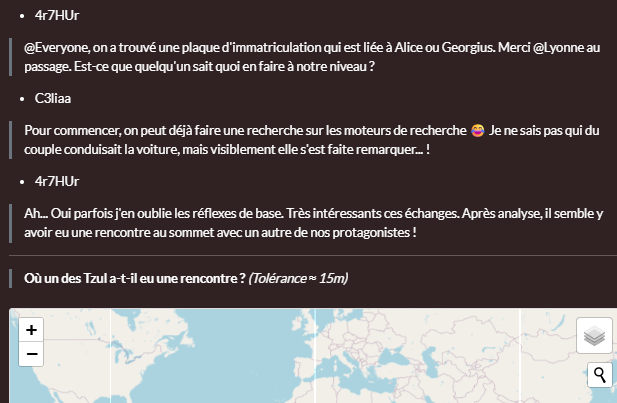 4r7HUr
@Everyone, on a trouvé une plaque d'immatriculation qui est liée à Alice ou Georgius. Merci @Lyonne au
passage. Est-ce que quelqu'un sait quoi en faire à notre niveau ?
C3liaa
Pour commencer, on peut déjà faire une recherche sur les moteurs de recherche 😅 Je ne sais pas qui du
couple conduisait la voiture, mais visiblement elle s'est faite remarquer... !
4r7HUr
Ah... Oui parfois j'en oublie les réflexes de base. Très intéressants ces échanges. Après analyse, il semble y
avoir eu une rencontre au sommet avec un autre de nos protagonistes !
Où un des Tzul a-t-il eu une rencontre ? (Tolérance ≈ 15m)
+
−